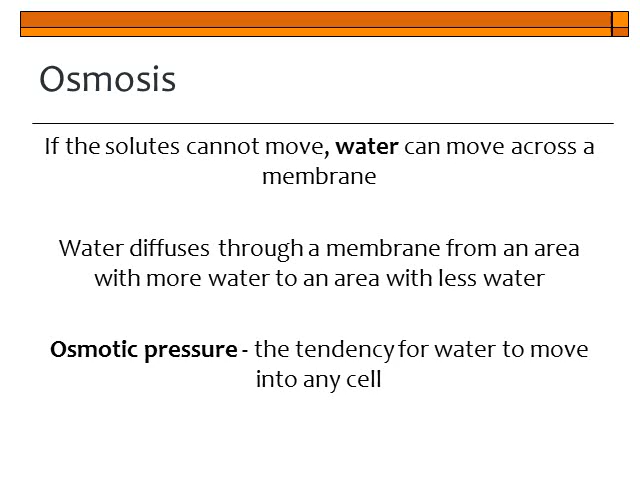 Osmosis
If the solutes cannot move, water can move across a
membrane
Water diffuses through a membrane from an area
with more water to an area with less water
Osmotic pressure - the tendency for water to move
into any cell